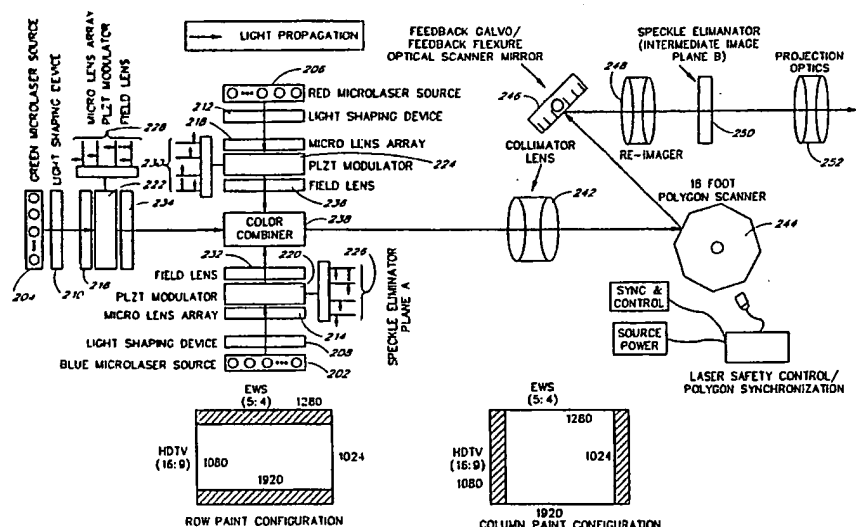 LIGHT PROPAGATION
GREEN MICROLASER SOURCE
LIGHT SHAPING DEVICE
MICRO LENS ARRAY
PLZT MODULATOR
FIELD LENS
228
222
234
204
210
216
206
RED MICROLASER SOURCE
212
LIGHT SHAPING DEVICE
218
MICRO LENS ARRAY
PLZT MODULATOR
224
FIELD LENS
236
COLOR
COMBINER
238
232
220
226
FIELD LENS
PLZT MODULATOR
MICRO LENS ARRAY
214
SPECKLE ELIMINATOR
PLANE A
LIGHT SHAPING DEVICE
208
BLUE MICROLASER SOURCE
202
FEEDBACK GALVO/
FEEDBACK FLEXURE
OPTICAL SCANNER
MIRROR
246
COLLIMATOR
LENS
242
248
RE-IMAGER
SPECKLE ELIMANATOR
(INTERMEDIATE IMAGE
PLANE B)
250
PROJECTION
OPTICS
252
18 FOOT
POLYGON SCANNER
244
SYNC &
CONTROL
SOURCE
POWER
LASER SAFETY CONTROL/
POLYGON SYNCHRONIZATION
EWS
(5:4)
1280
HDTV
(16:9)
1080
1024
1920
ROW PAINT CONFIGURATION
EWS
(5:4)
1280
1024
HDTV
(16:9)
1080
1920
COLUMN PAINT CONFIGURATION